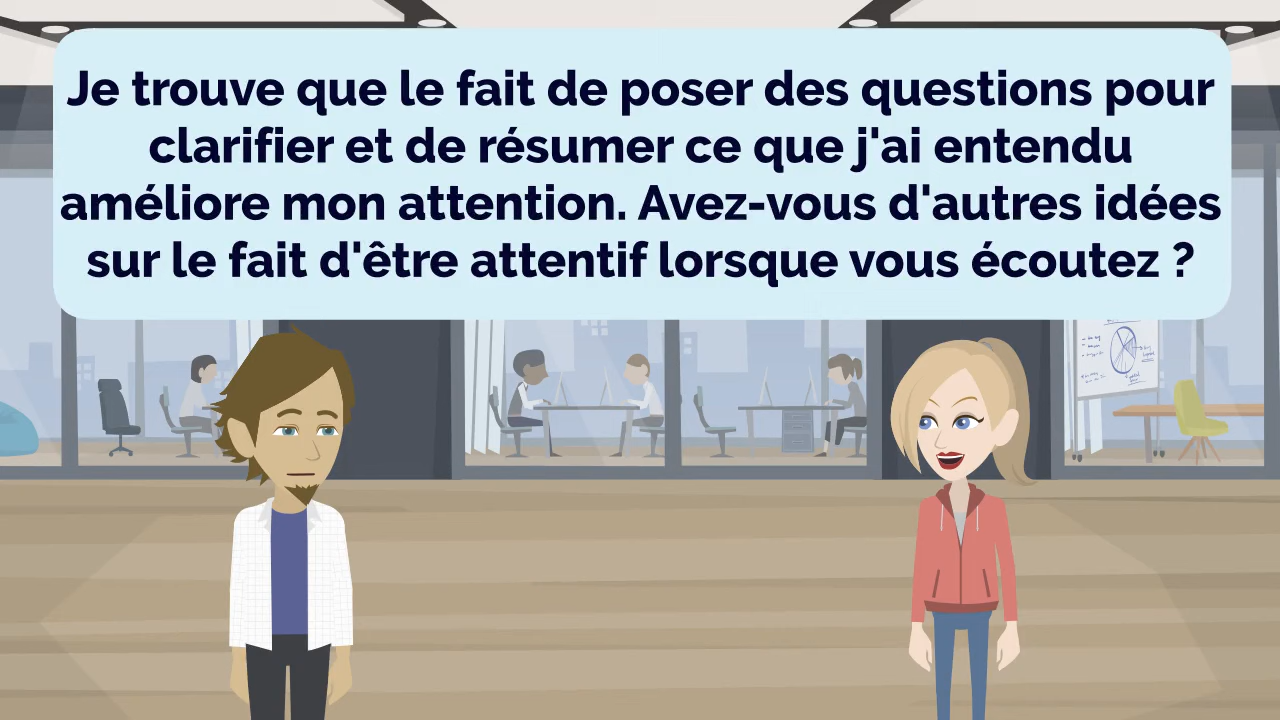 Je trouve que le fait de poser des questions pour
clarifier et de résumer ce que j'ai entendu
améliore mon attention. Avez-vous d'autres idées
sur le fait d'être attentif lorsque vous écoutez ?